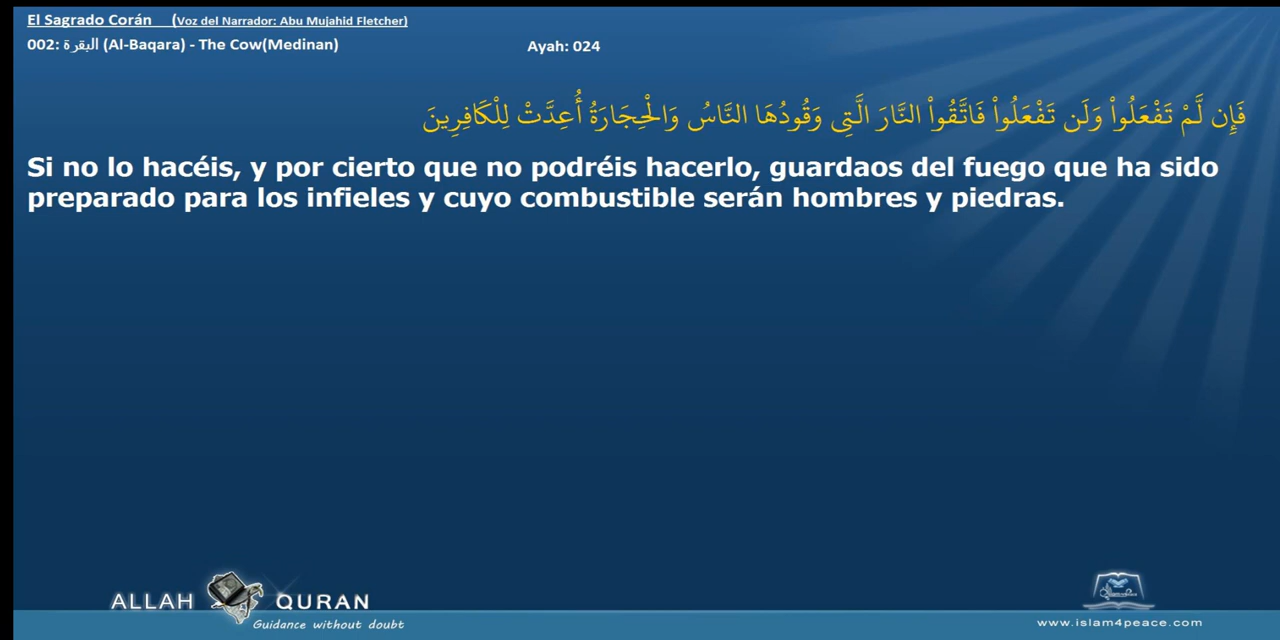 El Sagrado Corán (Voz del Narrador: Abu Mujahid Fletcher)
002: البقرة (Al-Baqara) - The Cow(Medinan) Ayah: 024
فَإِن لَّمْ تَفْعَلُواْ وَلَن تَفْعَلُواْ فَاتَّقُواْ النَّارَ الَّتِي وَقُودُهَا النَّاسُ وَالْحِجَارَةُ أُعِدَّتْ لِلْكَافِرِينَ
Si no lo hacéis, y por cierto que no podréis hacerlo, guardaos del fuego que ha sido
preparado para los infieles y cuyo combustible serán hombres y piedras.
ALLAH QURAN
Guidance without doubt
www.islam4peace.com